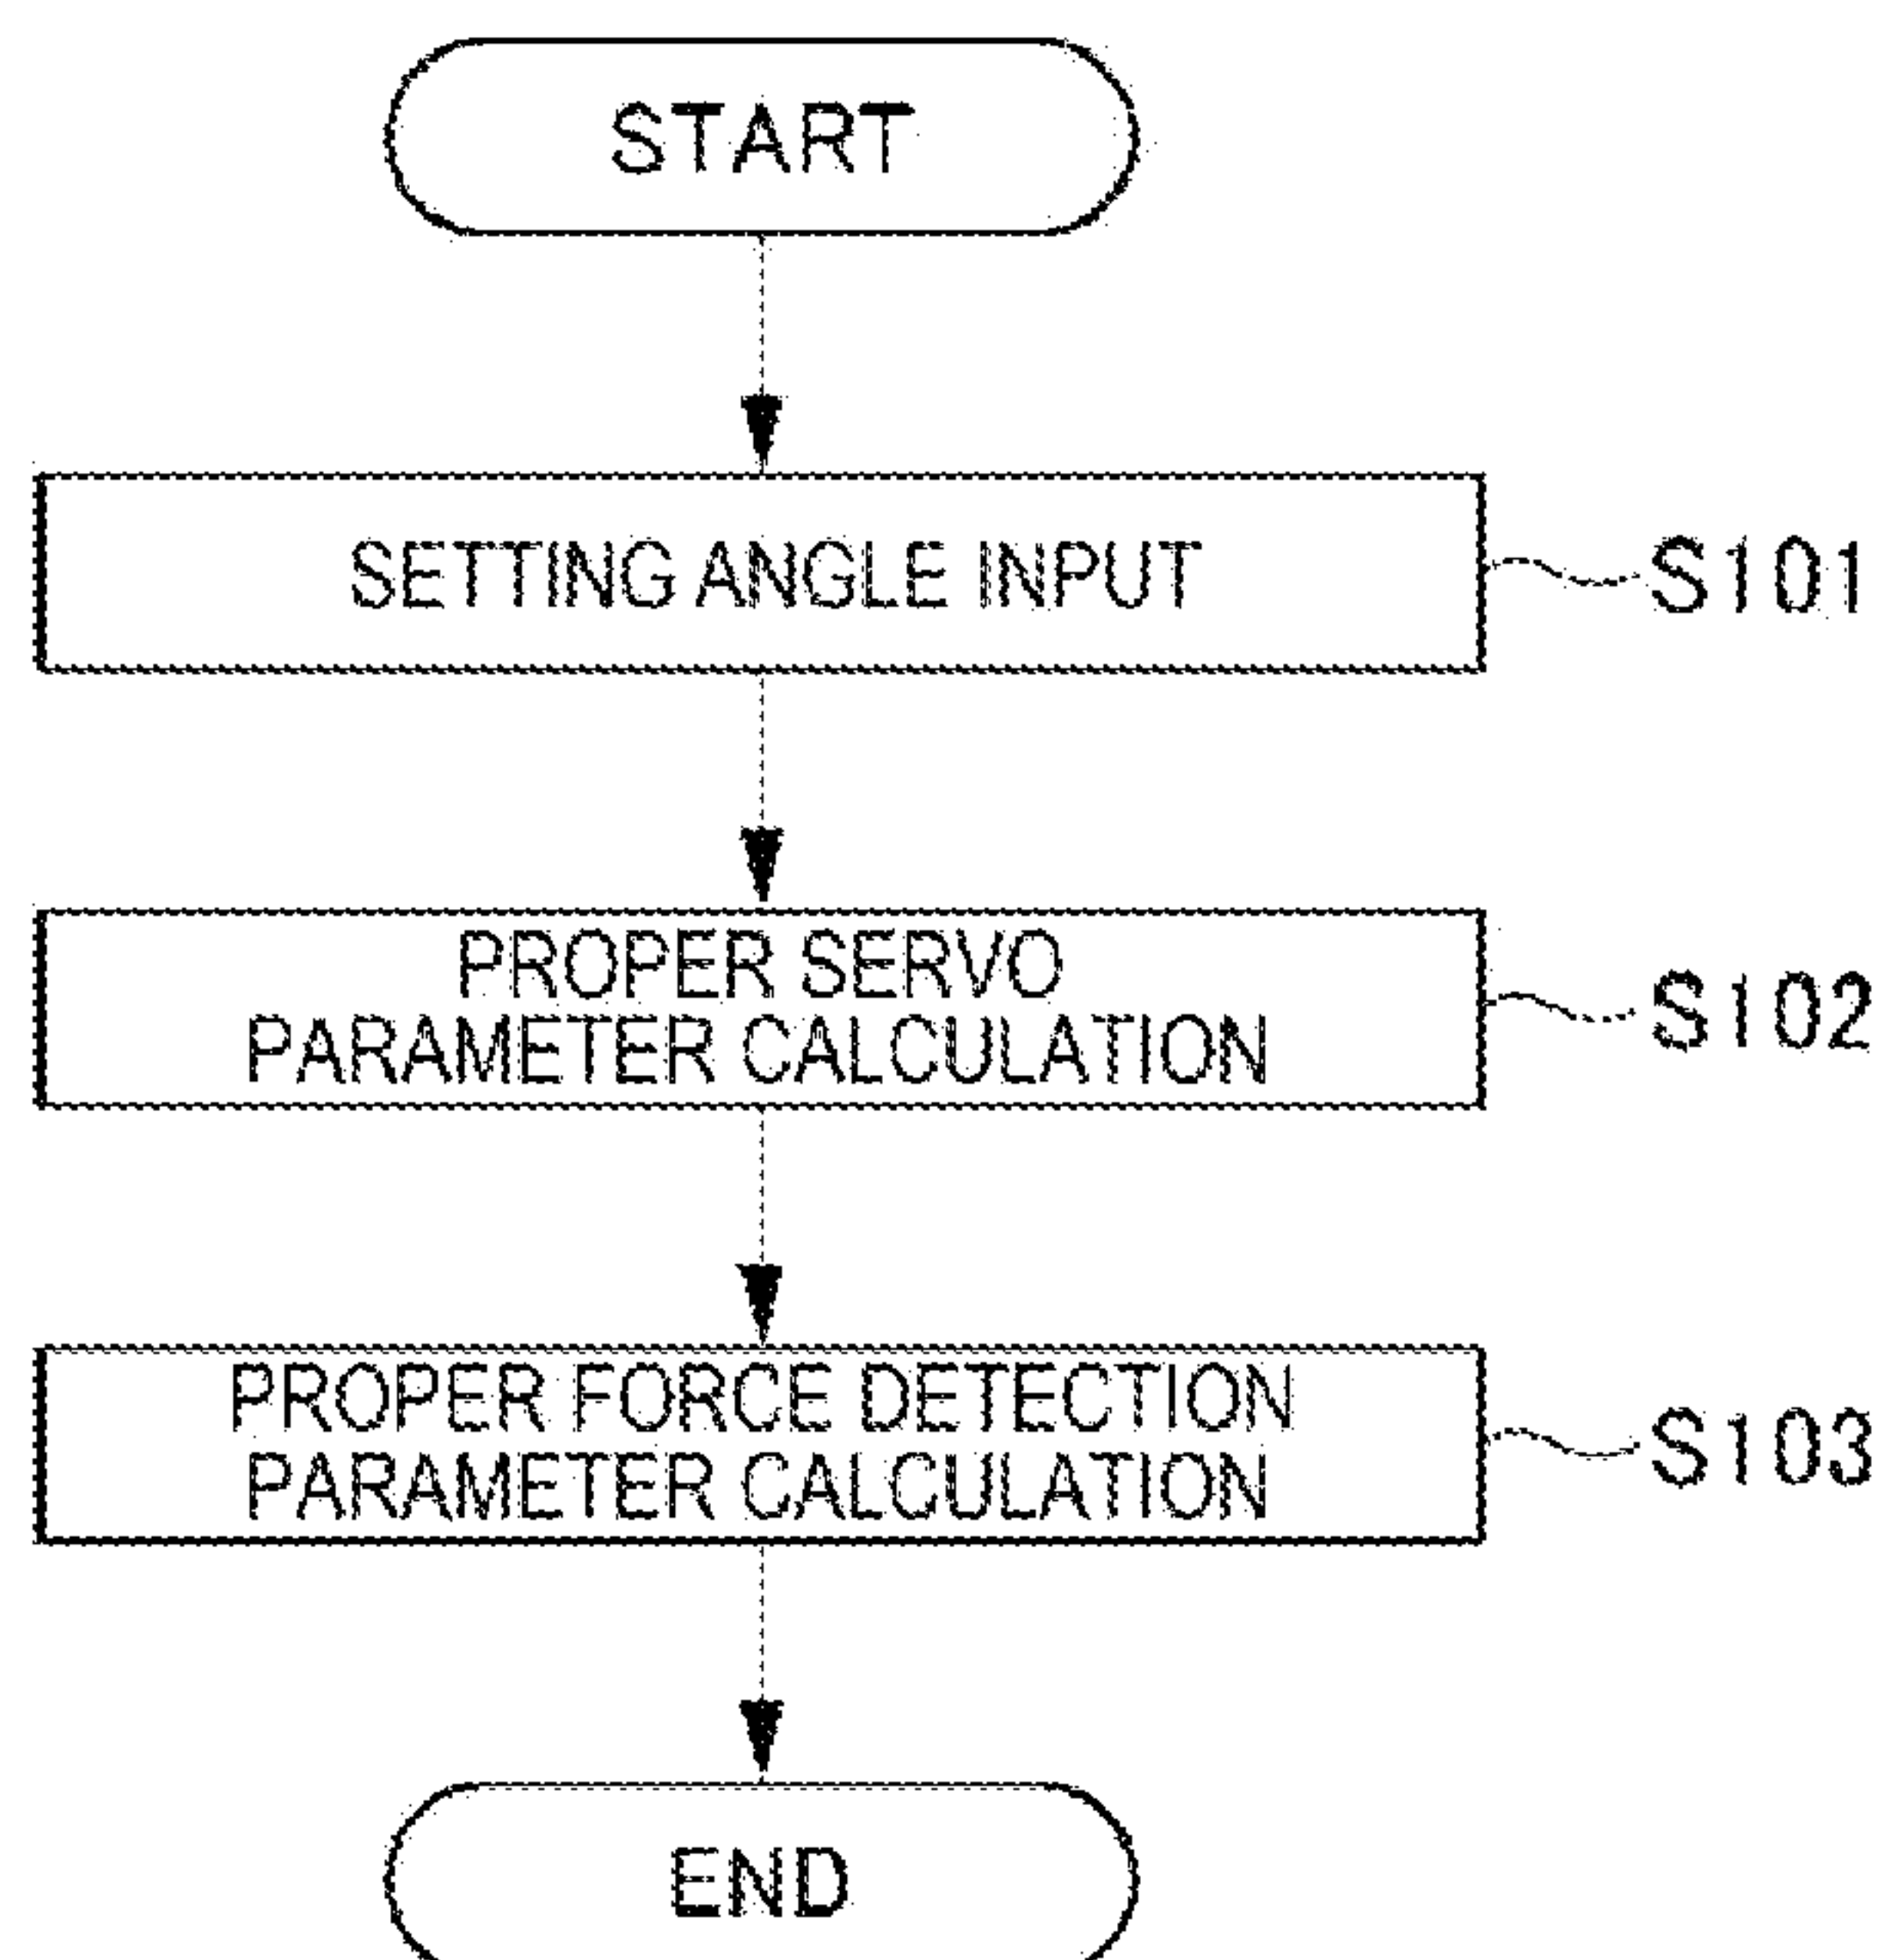 START
SETTING ANGLE INPUT
S101
PROPER SERVO
PARAMETER CALCULATION
S102
PROPER FORCE DETECTION
PARAMETER CALCULATION
S103
END